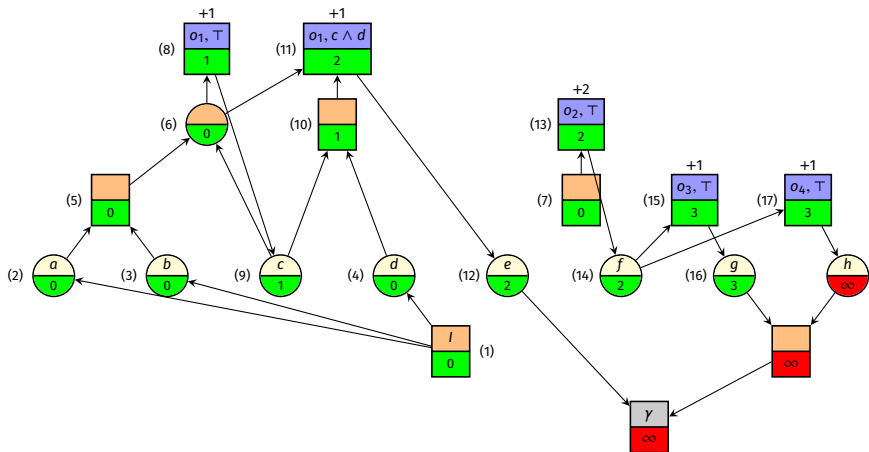 +1 +1
(8) o₁, ⊤ (11) o₁, c ∧ d
1 2
+2
(13) o₂, ⊤
2
(6) 0
(10) 1
+1 +1
(5) 0
(7) 0
(15) o₃, ⊤ (17) o₄, ⊤
3 3
(2) a (3) b (9) c (4) d (12) e (14) f (16) g h
0 0 1 0 2 2 3 ∞
I (1)
0
∞
γ
∞